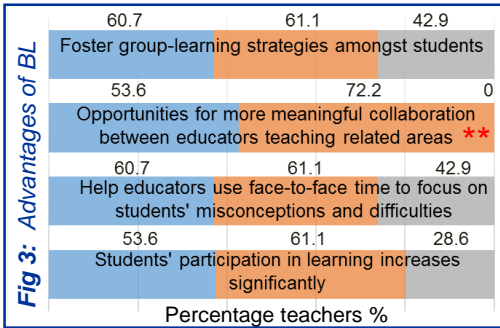 Fig 3: Advantages of BL
60.7 61.1 42.9
Foster group-learning strategies amongst students
53.6 72.2 0
Opportunities for more meaningful collaboration
between educators teaching related areas **
60.7 61.1 42.9
Help educators use face-to-face time to focus on
students' misconceptions and difficulties
53.6 61.1 28.6
Students' participation in learning increases
significantly
Percentage teachers %